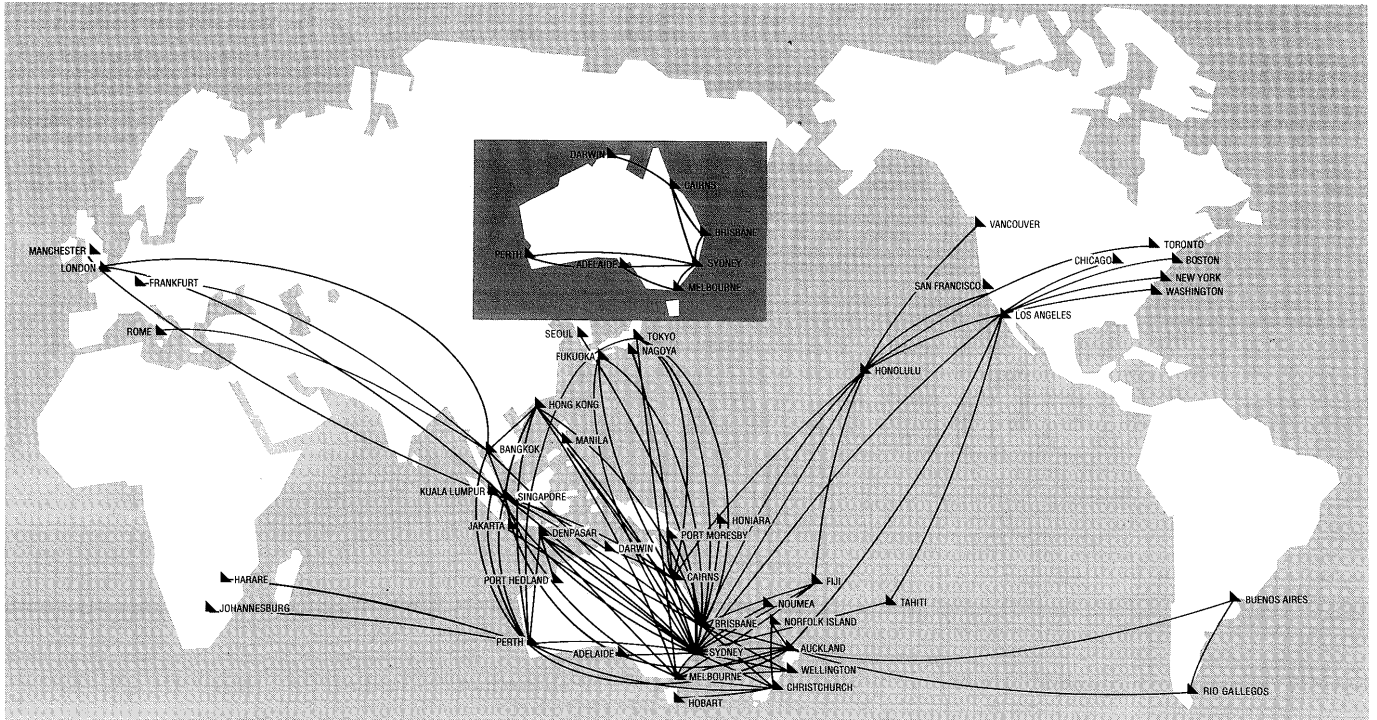 DARWIN
CAIRNS
BRISBANE
PERTH
ADELAIDE
SYDNEY
MELBOURNE
MANCHESTER
LONDON
FRANKFURT
ROME
VANCOUVER
TORONTO
CHICAGO
BOSTON
SAN FRANCISCO
NEW YORK
WASHINGTON
LOS ANGELES
SEOUL
TOKYO
NAGOYA
FUKUOKA
HONOLULU
HONG KONG
MANILA
BANGKOK
KUALA LUMPUR
SINGAPORE
JAKARTA
DENPASAR
HONIARA
PORT MORESBY
DARWIN
HARARE
PORT HEDLAND
CAIRNS
FIJI
JOHANNESBURG
NOUMEA
TAHITI
BUENOS AIRES
BRISBANE
NORFOLK ISLAND
PERTH
ADELAIDE
SYDNEY
AUCKLAND
MELBOURNE
WELLINGTON
CHRISTCHURCH
RIO GALLEGOS
HOBART